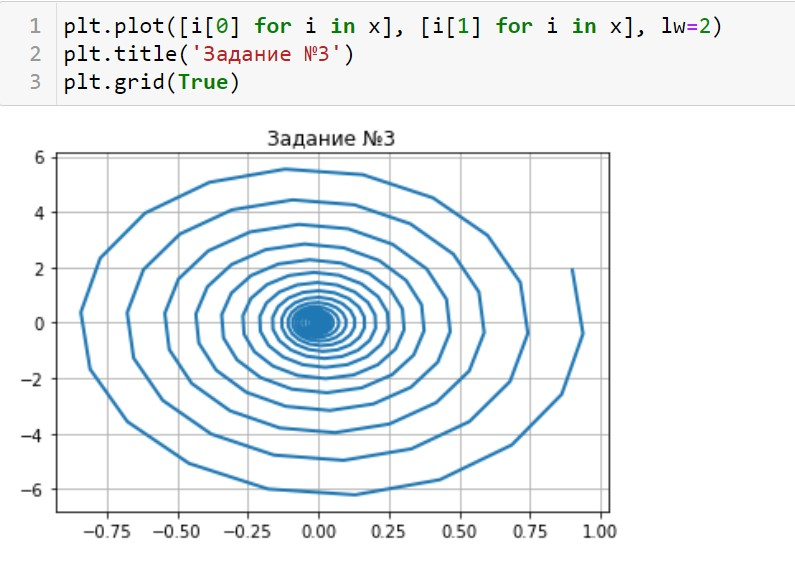 1 plt.plot([i[0] for i in x], [i[1] for i in x], lw=2)
2 plt.title('Задание №3')
3 plt.grid(True)
Задание №3
6
4
2
0
−2
−4
−6
−0.75 −0.50 −0.25 0.00 0.25 0.50 0.75 1.00